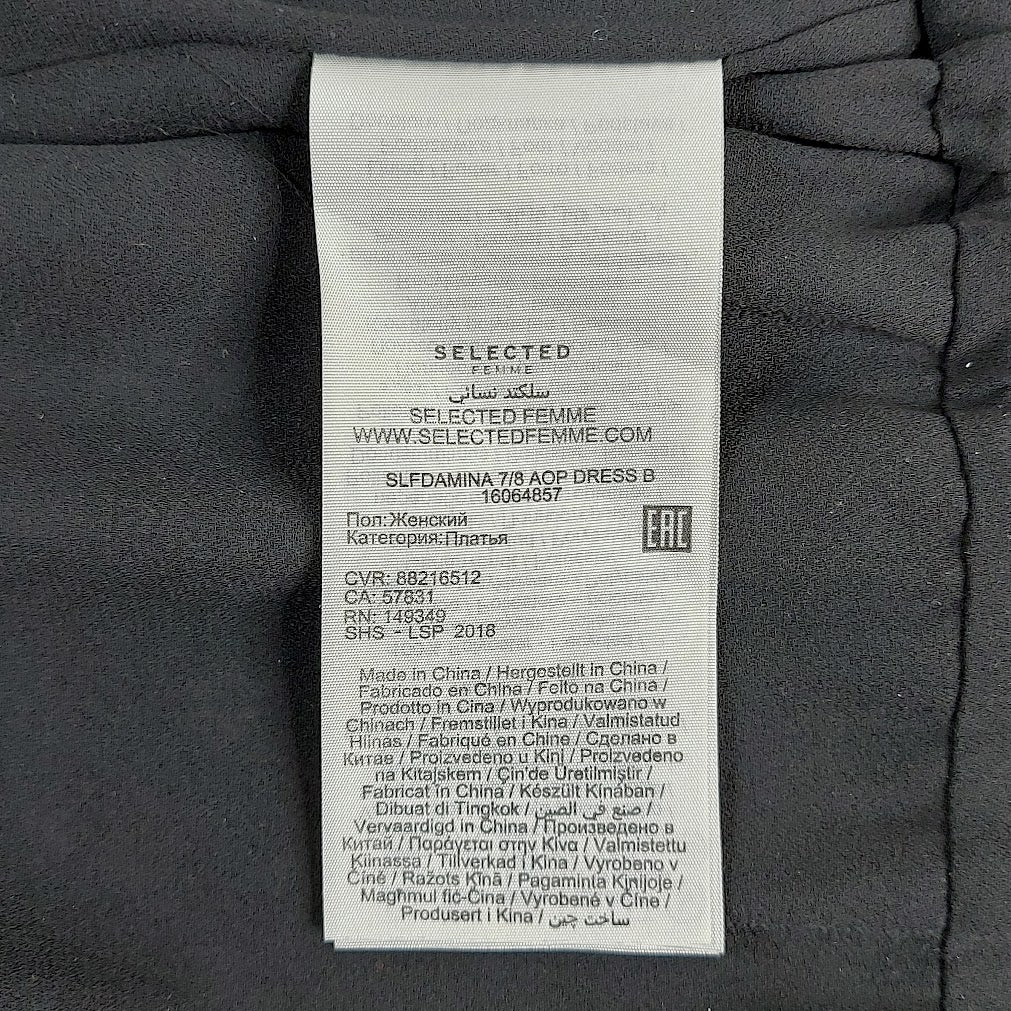 SELECTED
FEMME
سلكتد نسائي
SELECTED FEMME
WWW.SELECTEDFEMME.COM
SLFDAMINA 7/8 AOP DRESS B
16064857
Пол:Женский
Категория:Платья
EAC
CVR: 88216512
CA: 57831
RN: 149349
SHS - LSP 2018
Made in China / Hergestellt in China /
Fabricado en China / Feito na China /
Prodotto in Cina / Wyprodukowano w
Chinach / Fremstillet i Kina / Valmistatud
Hiinas / Fabriqué en Chine / Сделано в
Китае / Proizvedeno u Kini / Proizvedeno
na Kitajskem / Çin'de Üretilmiştir /
Fabricat în China / Készült Kínában /
Dibuat di Tingkok / صنع في الصين /
Vervaardigd in China / Произведено в
Китай / Παράγεται στην Κίνα / Valmistettu
Kiinassa / Tillverkad i Kina / Vyrobeno v
Číně / Ražots Ķīnā / Pagaminta Kinijoje /
Maghmul fiċ-Ċina / Vyrobené v Číne /
Produsert i Kina / ساخت چین